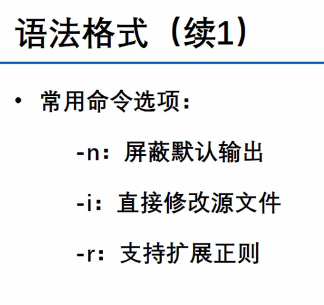 语法格式（续1）
• 常用命令选项：
-n：屏蔽默认输出
-i：直接修改源文件
-r：支持扩展正则